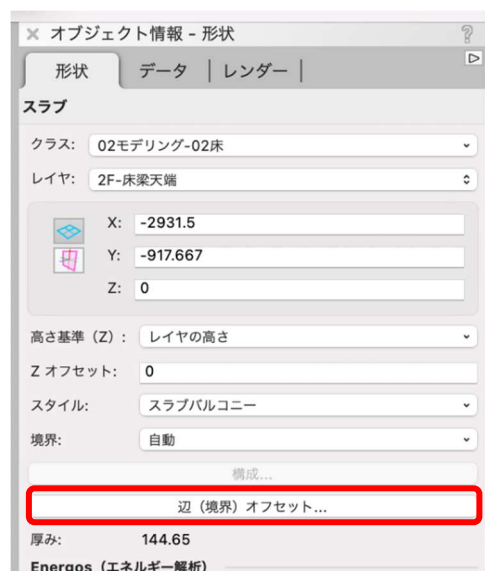 オブジェクト情報 - 形状
形状 データ レンダー
スラブ
クラス: 02モデリング-02床
レイヤ: 2F-床梁天端
X: -2931.5
Y: -917.667
Z: 0
高さ基準（Z）: レイヤの高さ
Z オフセット: 0
スタイル: スラブバルコニー
境界: 自動
構成...
辺（境界）オフセット...
厚み: 144.65
Energos（エネルギー解析）